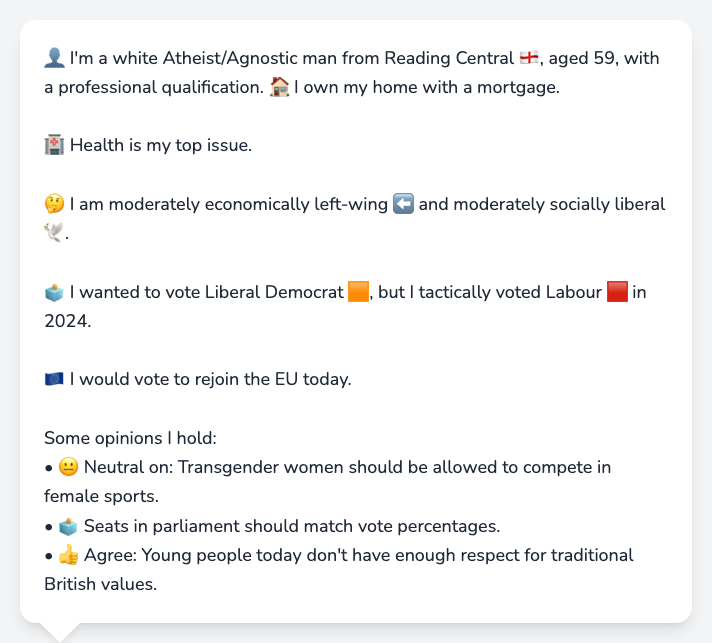 👤 I'm a white Atheist/Agnostic man from Reading Central 🏴󠁧󠁢󠁥󠁮󠁧󠁿, aged 59, with
a professional qualification. 🏠 I own my home with a mortgage.
🏥 Health is my top issue.
🤔 I am moderately economically left-wing ⬅️ and moderately socially liberal
🕊️.
🗳️ I wanted to vote Liberal Democrat 🟧, but I tactically voted Labour 🟥 in
2024.
🇪🇺 I would vote to rejoin the EU today.
Some opinions I hold:
• 😐 Neutral on: Transgender women should be allowed to compete in
female sports.
• 🗳️ Seats in parliament should match vote percentages.
• 👍 Agree: Young people today don't have enough respect for traditional
British values.